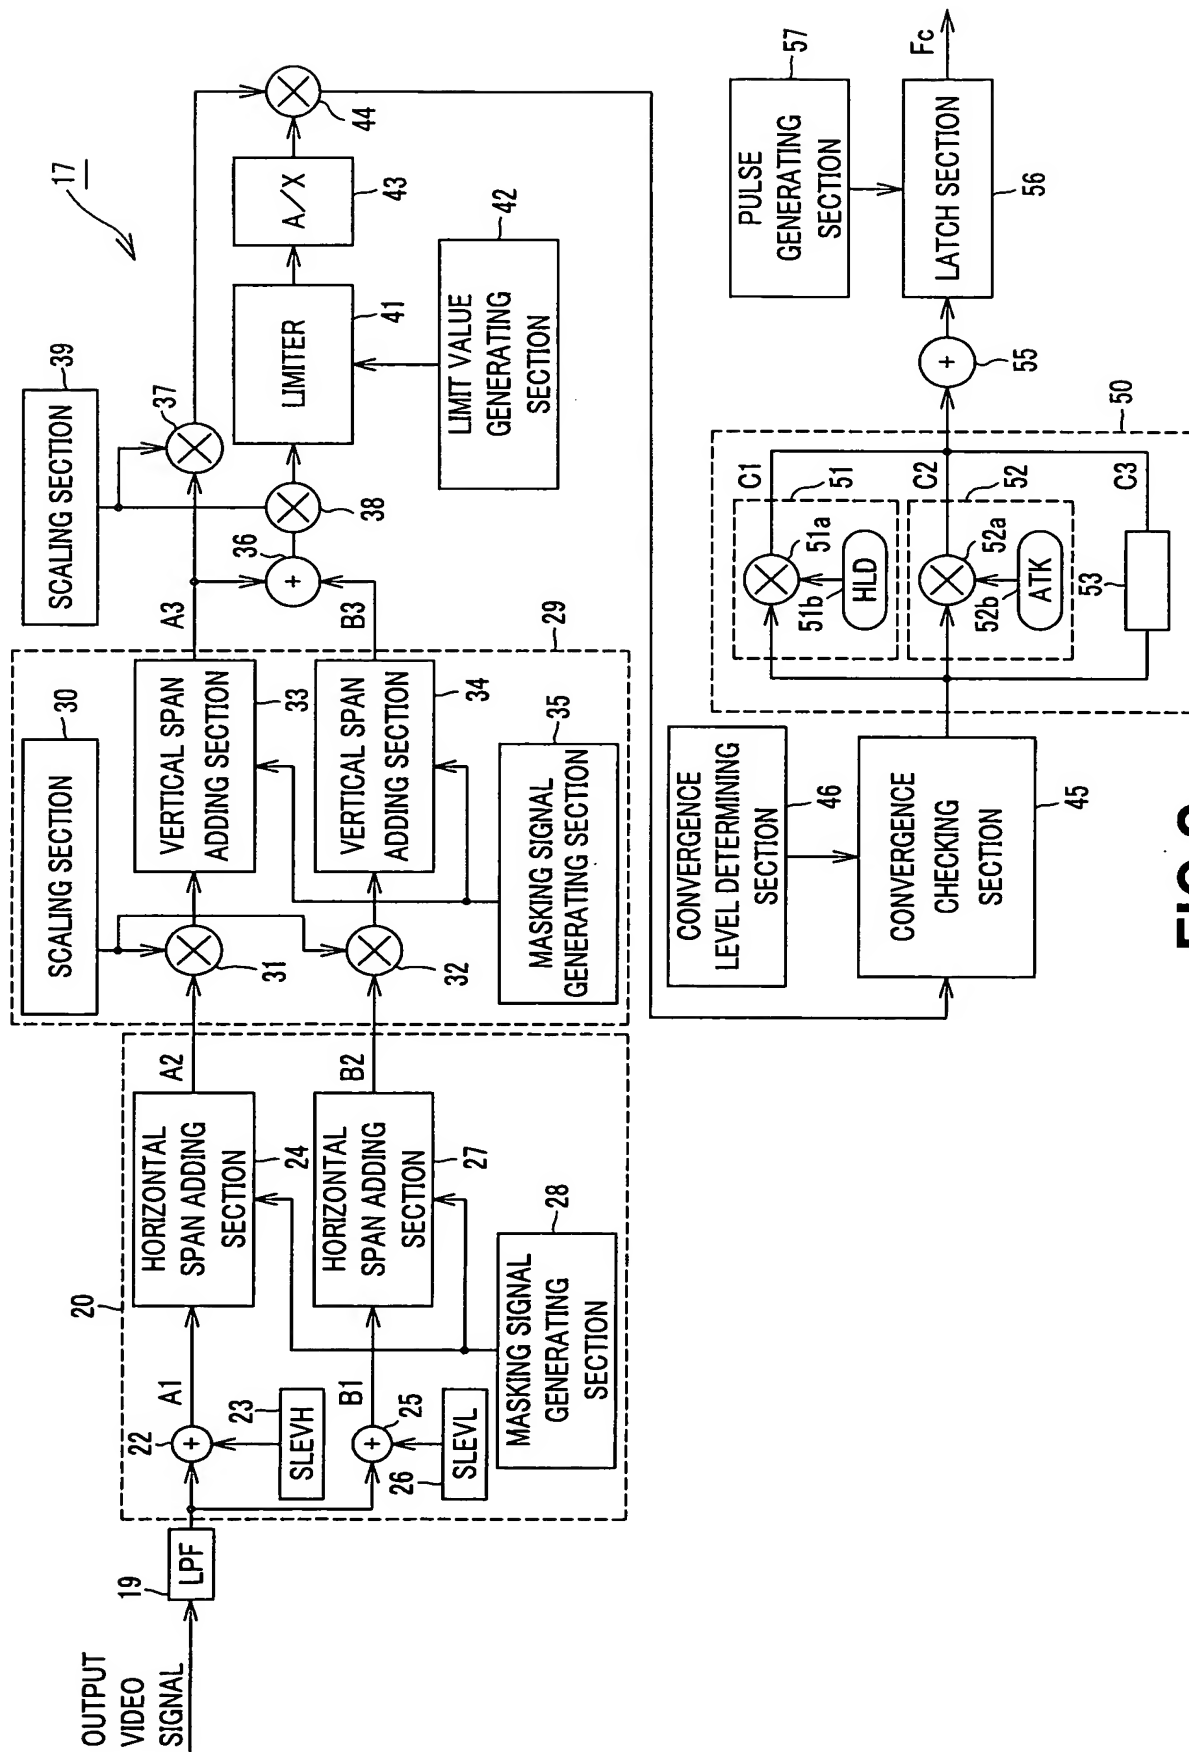 17
OUTPUT
VIDEO
SIGNAL
19
LPF
20
22
A1
23
SLEVH
25
B1
26
SLEVL
HORIZONTAL
SPAN ADDING
SECTION
24
HORIZONTAL
SPAN ADDING
SECTION
27
MASKING SIGNAL
GENERATING
SECTION
28
A2
B2
29
SCALING SECTION
30
31
32
VERTICAL SPAN
ADDING SECTION
33
VERTICAL SPAN
ADDING SECTION
34
MASKING SIGNAL
GENERATING SECTION
35
A3
B3
36
SCALING SECTION
39
37
38
LIMITER
41
LIMIT VALUE
GENERATING
SECTION
42
A/X
43
44
CONVERGENCE
LEVEL DETERMINING
SECTION
46
CONVERGENCE
CHECKING
SECTION
45
50
C1
51
51a
51b
HLD
C2
52
52a
52b
ATK
C3
53
55
PULSE
GENERATING
SECTION
57
LATCH SECTION
56
Fc